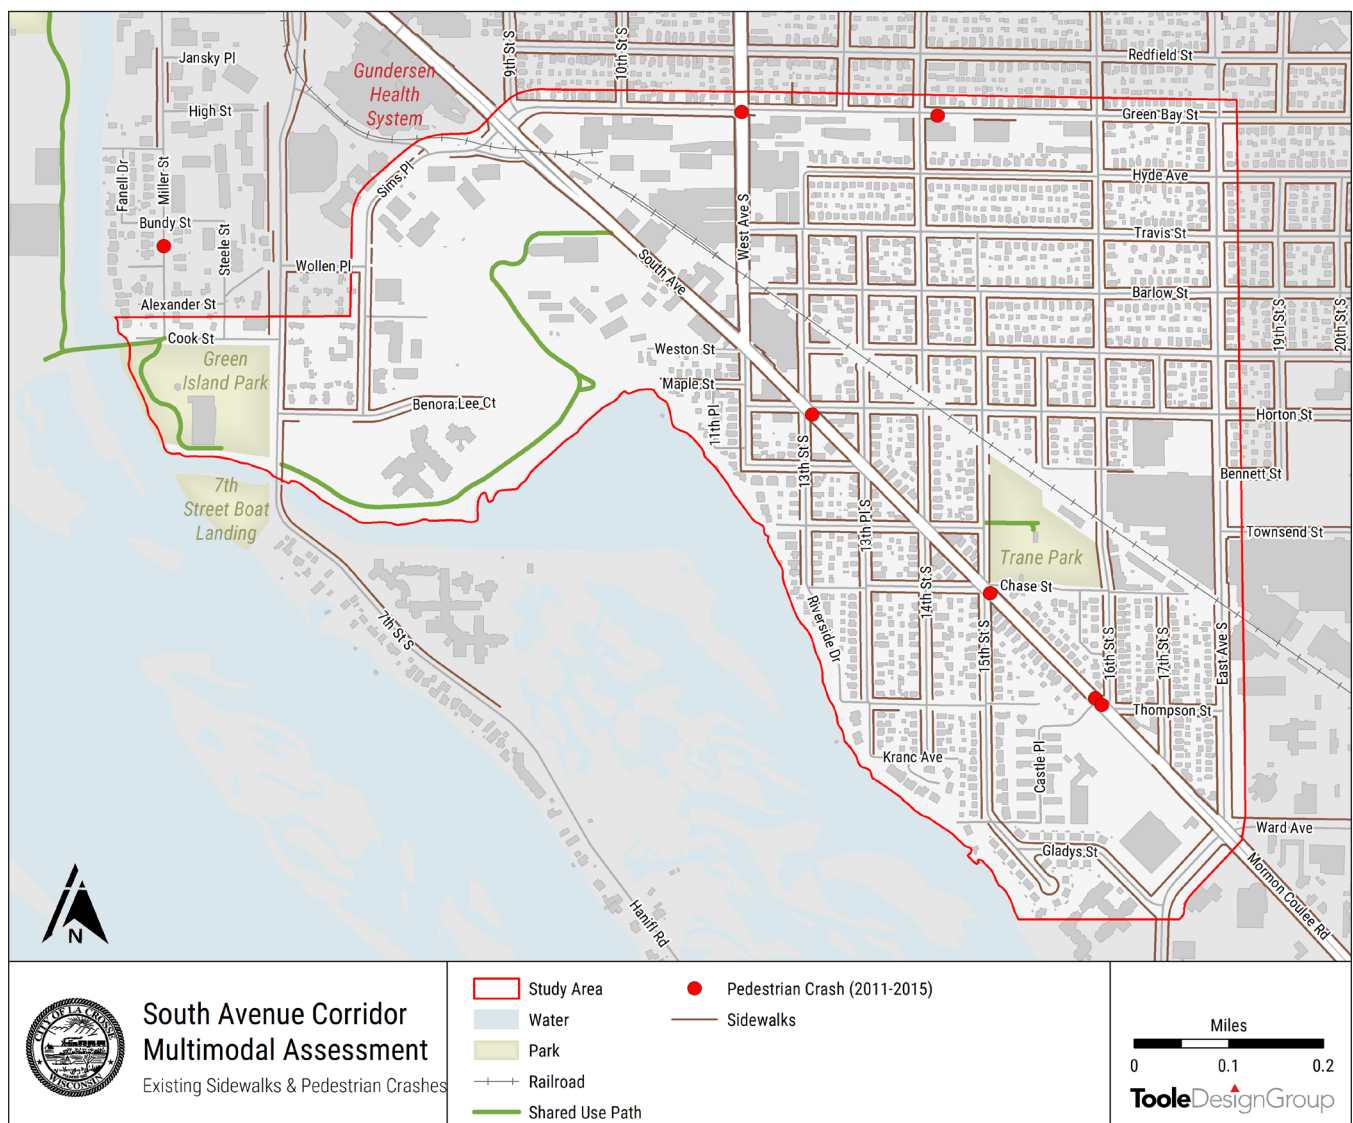 Jansky Pl
High St
Gundersen
Health
System
9th St S
10th St S
Redfield St
Green Bay St
Hyde Ave
Travis St
Barlow St
Farnell Dr
Miller St
Bundy St
Steele St
Sims Pl
Wollen Pl
Alexander St
Cook St
Green
Island Park
Benora Lee Ct
7th
Street Boat
Landing
7th St S
Hanifl Rd
South Ave
West Ave S
Weston St
Maple St
11th Pl
13th St S
13th Pl S
14th St S
15th St S
16th St S
17th St S
East Ave S
19th St S
20th St S
Horton St
Bennett St
Townsend St
Trane Park
Chase St
Riverside Dr
Thompson St
Kranc Ave
Castle Pl
Gladys St
Ward Ave
Mormon Coulee Rd
N
CITY OF LA CROSSE
WISCONSIN
South Avenue Corridor
Multimodal Assessment
Existing Sidewalks & Pedestrian Crashes
Study Area
Water
Park
Railroad
Shared Use Path
Pedestrian Crash (2011-2015)
Sidewalks
Miles
0 0.1 0.2
TooleDesignGroup